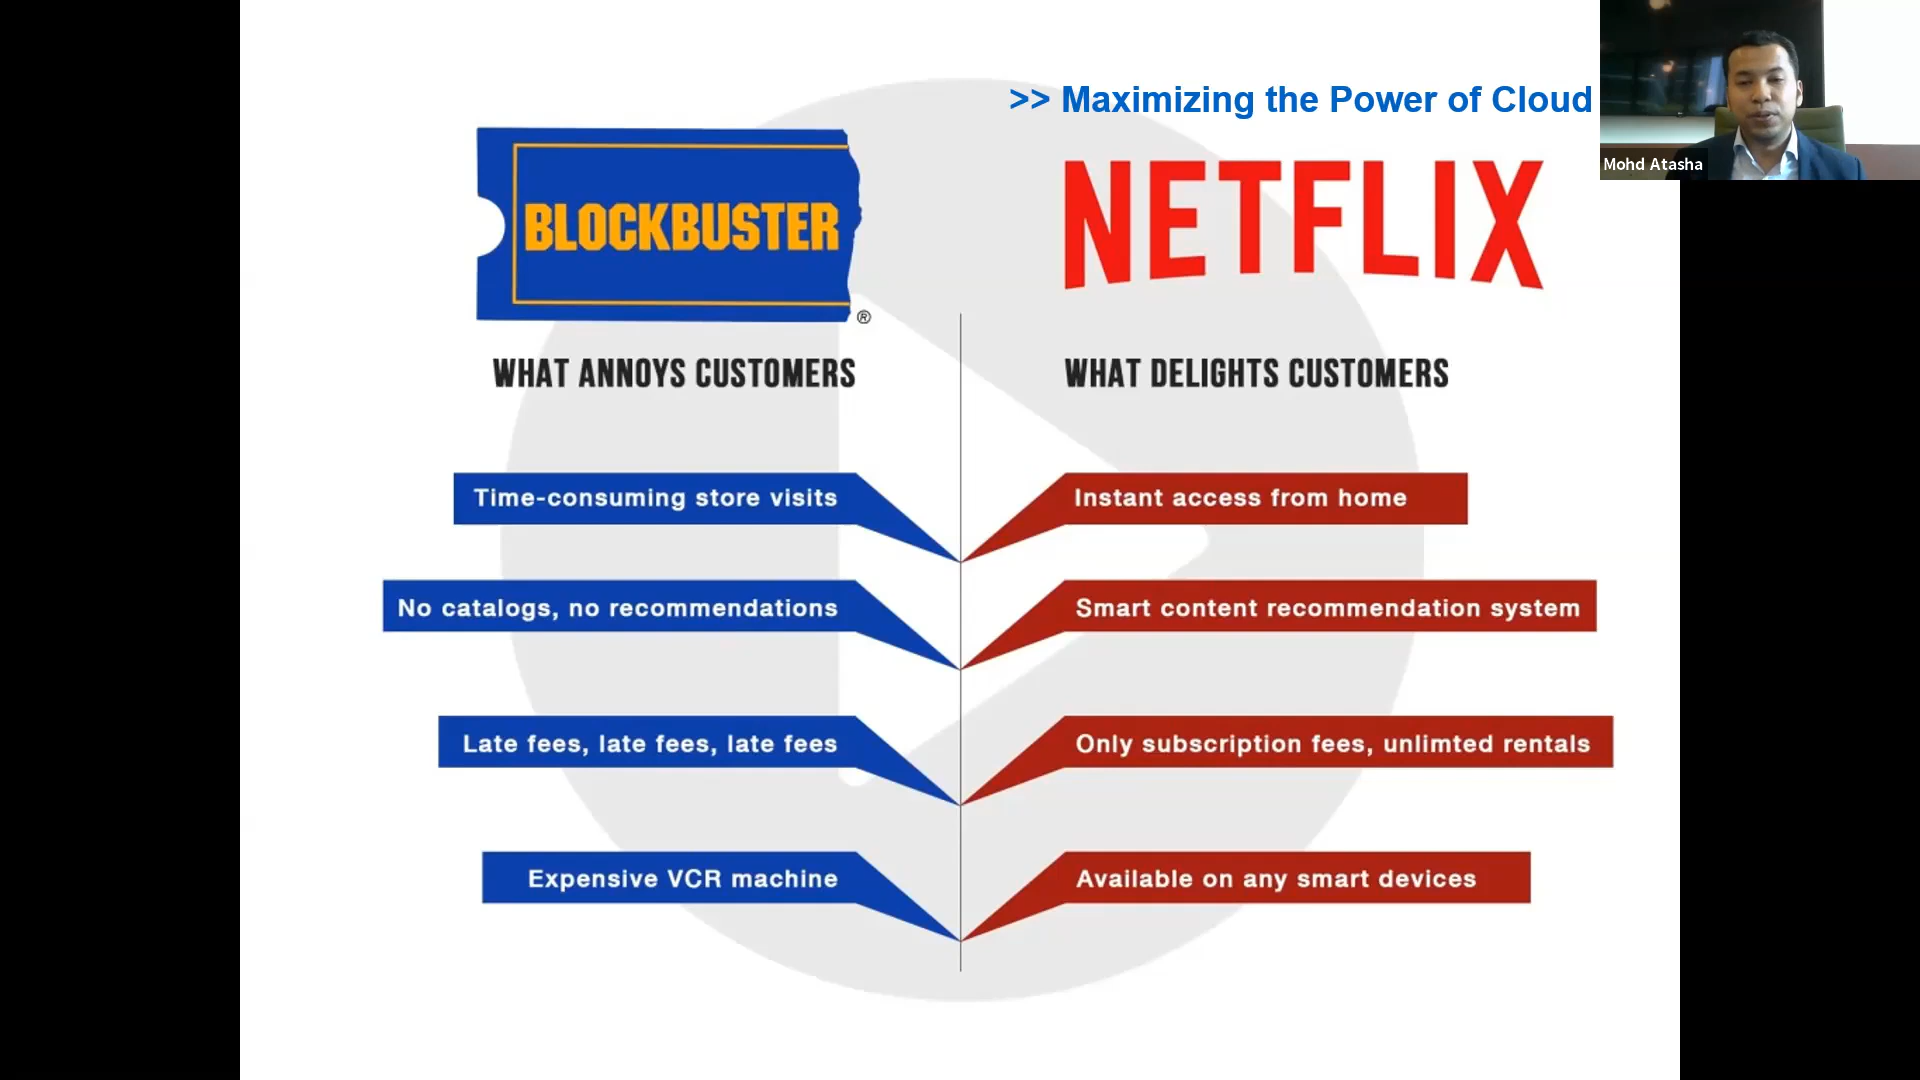 >> Maximizing the Power of Cloud
Mohd Atasha
BLOCKBUSTER
®
NETFLIX
WHAT ANNOYS CUSTOMERS
WHAT DELIGHTS CUSTOMERS
Time-consuming store visits
Instant access from home
No catalogs, no recommendations
Smart content recommendation system
Late fees, late fees, late fees
Only subscription fees, unlimted rentals
Expensive VCR machine
Available on any smart devices